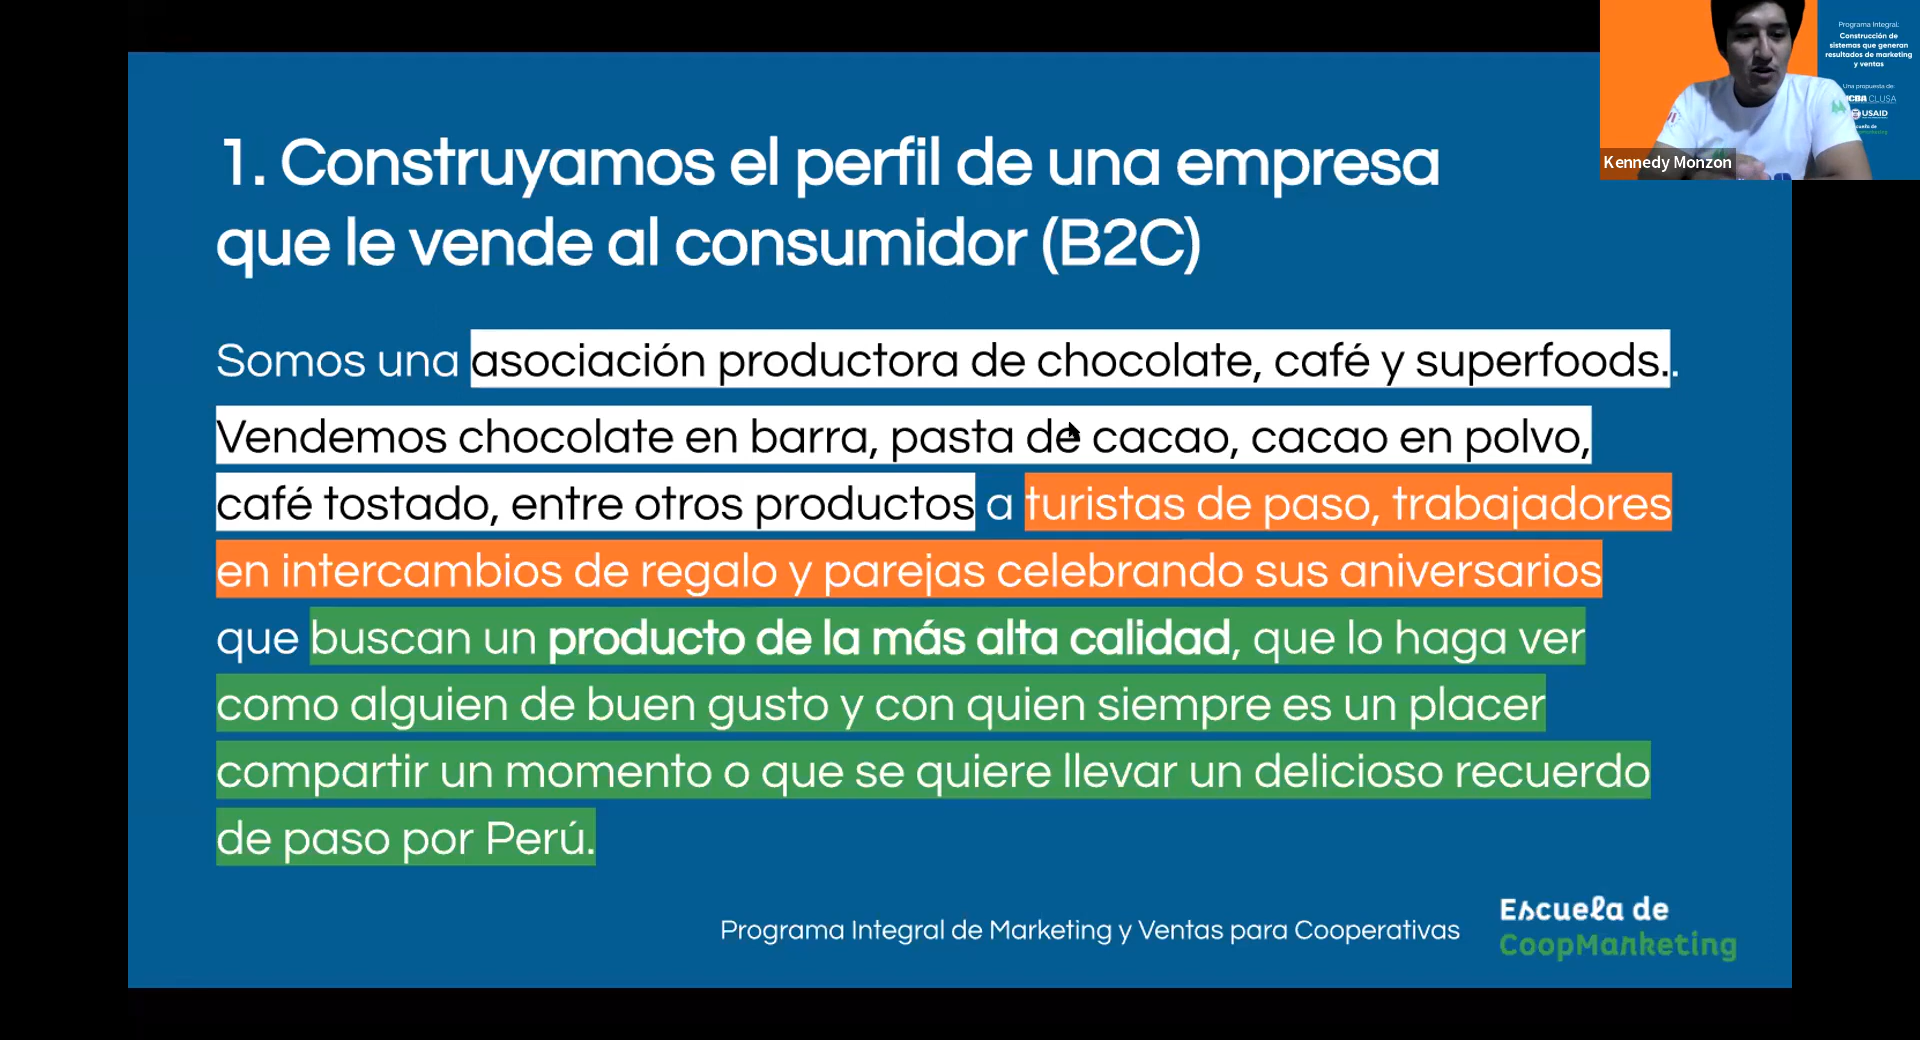 1. Construyamos el perfil de una empresa
que le vende al consumidor (B2C)
Somos una asociación productora de chocolate, café y superfoods..
Vendemos chocolate en barra, pasta de cacao, cacao en polvo,
café tostado, entre otros productos a turistas de paso, trabajadores
en intercambios de regalo y parejas celebrando sus aniversarios
que buscan un producto de la más alta calidad, que lo haga ver
como alguien de buen gusto y con quien siempre es un placer
compartir un momento o que se quiere llevar un delicioso recuerdo
de paso por Perú.
Programa Integral de Marketing y Ventas para Cooperativas
Escuela de
CoopMarketing
Programa Integral:
Construcción de
sistemas que generan
resultados de marketing
y ventas
Una propuesta de:
CLUSA
USAID
Kennedy Monzon